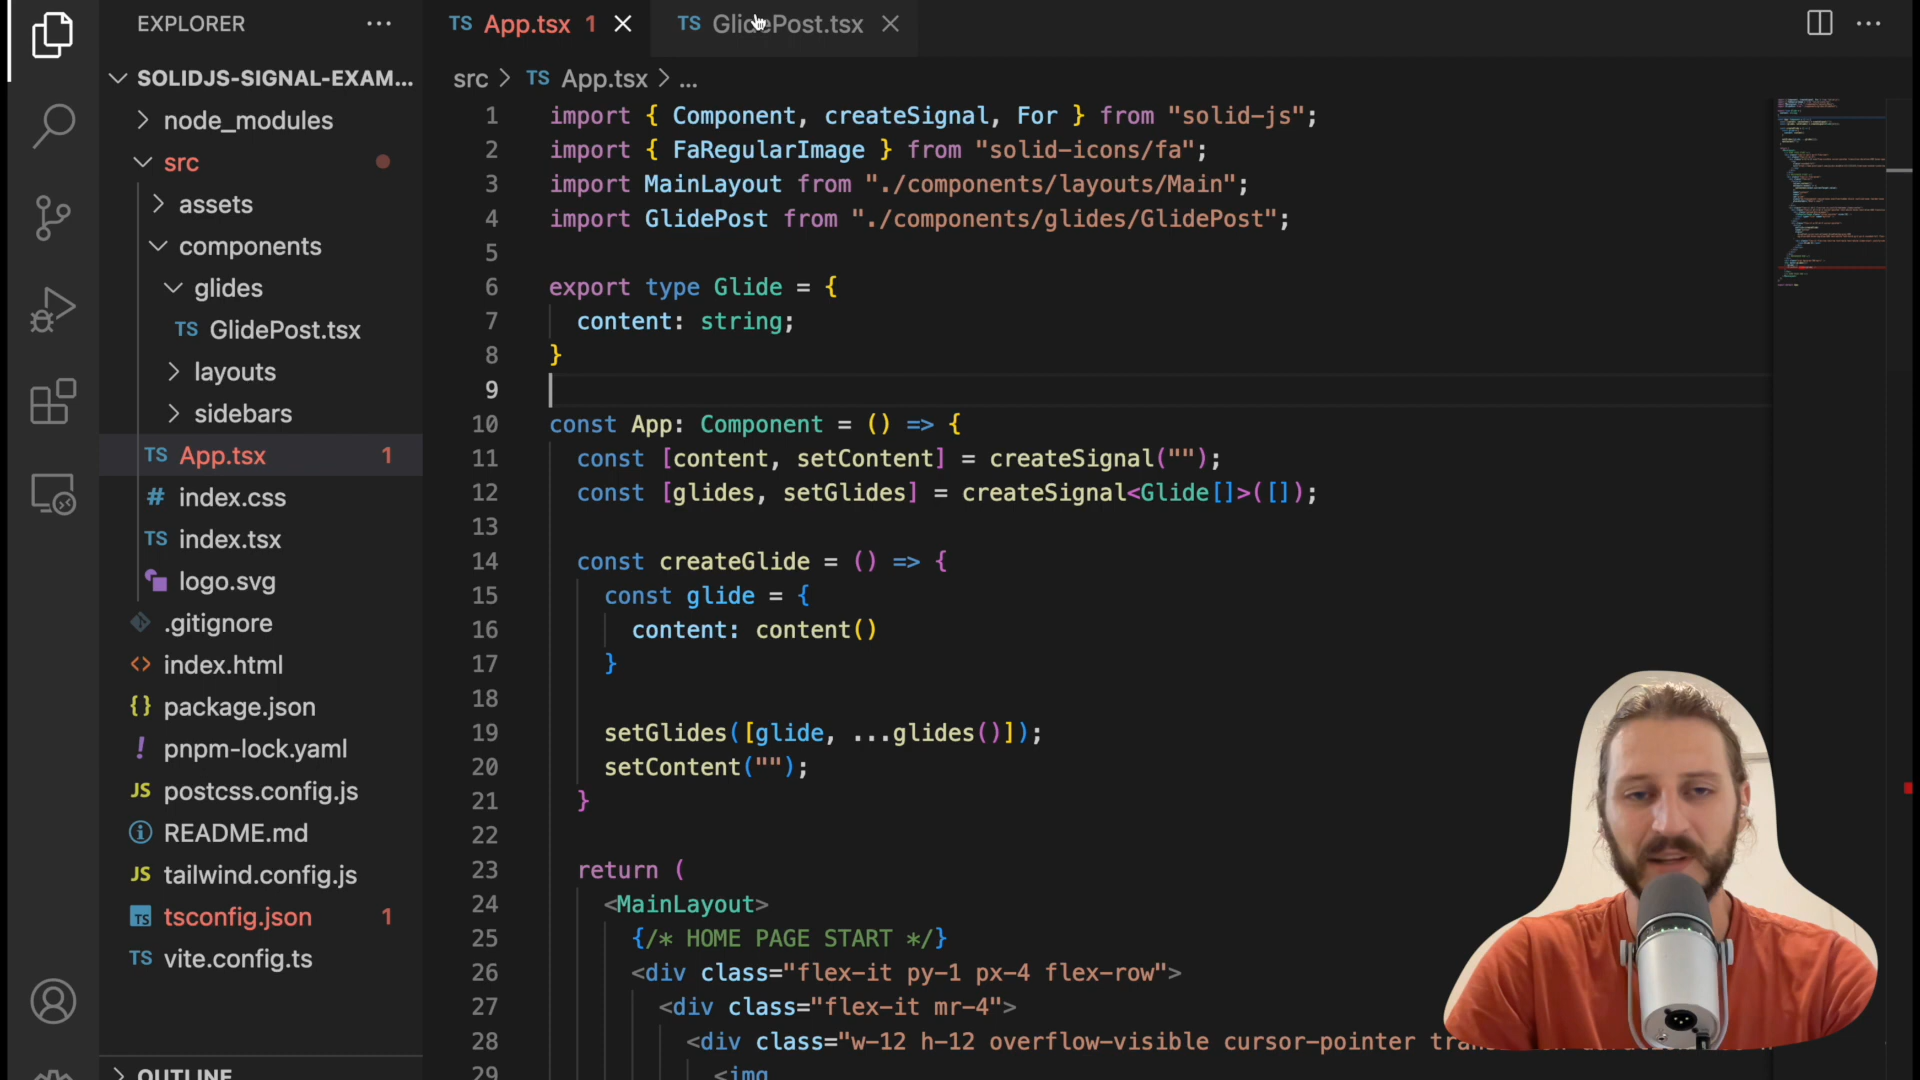 EXPLORER
SOLIDJS-SIGNAL-EXAM...
node_modules
src
assets
components
glides
TS GlidePost.tsx
layouts
sidebars
TS App.tsx 1
# index.css
TS index.tsx
logo.svg
.gitignore
<> index.html
{} package.json
! pnpm-lock.yaml
JS postcss.config.js
README.md
JS tailwind.config.js
TS tsconfig.json 1
TS vite.config.ts
OUTLINE
TS App.tsx 1
TS GlidePost.tsx
src > TS App.tsx > ...
1 import { Component, createSignal, For } from "solid-js";
2 import { FaRegularImage } from "solid-icons/fa";
3 import MainLayout from "./components/layouts/Main";
4 import GlidePost from "./components/glides/GlidePost";
5
6 export type Glide = {
7 content: string;
8 }
9
10 const App: Component = () => {
11 const [content, setContent] = createSignal("");
12 const [glides, setGlides] = createSignal<Glide[]>([]);
13
14 const createGlide = () => {
15 const glide = {
16 content: content()
17 }
18
19 setGlides([glide, ...glides()]);
20 setContent("");
21 }
22
23 return (
24 <MainLayout>
25 {/* HOME PAGE START */}
26 <div class="flex-it py-1 px-4 flex-row">
27 <div class="flex-it mr-4">
28 <div class="w-12 h-12 overflow-visible cursor-pointer
29 <img